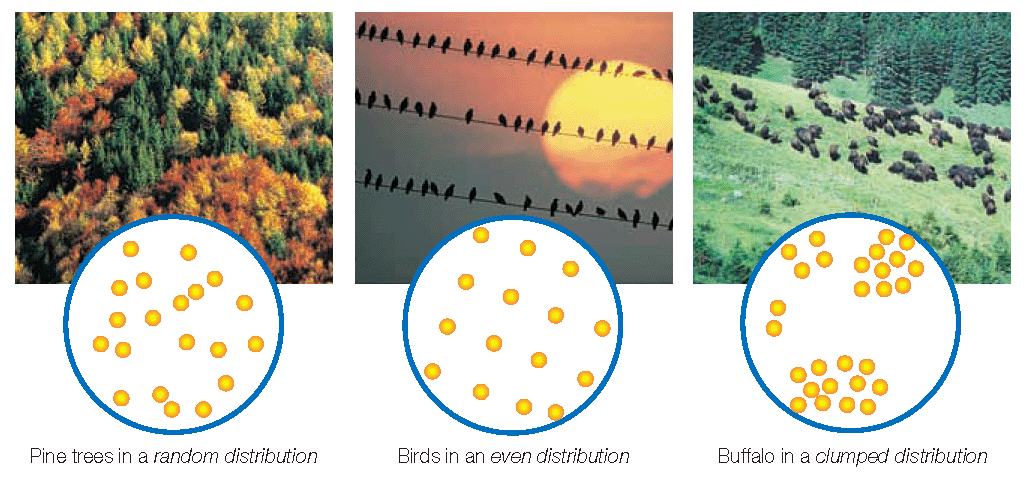 Pine trees in a random distribution
Birds in an even distribution
Buffalo in a clumped distribution